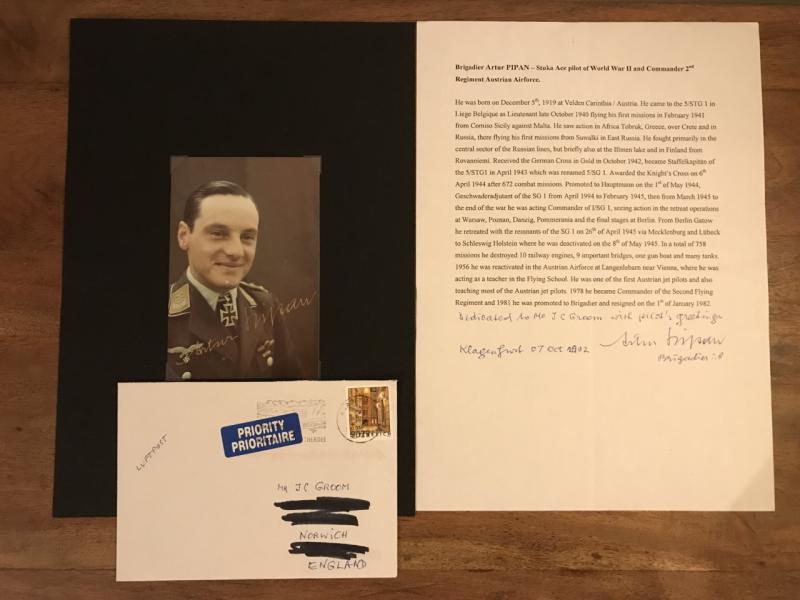 Brigadier Artur PIPAN – Stuka Ace pilot of World War II and Commander 2nd
Regiment Austrian Airforce.
He was born on December 5th, 1919 at Velden Carinthia / Austria. He came to the 5/STG 1 in
Liege Belgique as Lieutenant late October 1940 flying his first missions in February 1941
from Comiso Sicily against Malta. He saw action in Africa Tobruk, Greece, over Crete and in
Russia, there flying his first missions from Suwalki in East Russia. He fought primarily in the
central sector of the Russian lines, but briefly also at the Illmen lake and in Finland from
Rovanniemi. Received the German Cross in Gold in October 1942, became Staffelkapitän of
the 5/STG1 in April 1943 which was renamed 5/SG 1. Awarded the Knight's Cross on 6th
April 1944 after 672 combat missions. Promoted to Hauptmann on the 1st of May 1944,
Geschwaderadjutant of the SG 1 from April 1994 to February 1945, then from March 1945 to
the end of the war he was acting Commander of I/SG 1, seeing action in the retreat operations
at Warsaw, Poznan, Danzig, Pommerania and the final stages at Berlin. From Berlin Gatow
he retreated with the remnants of the SG 1 on 26th of April 1945 via Mecklenburg and Lübeck
to Schleswig Holstein where he was deactivated on the 8th of May 1945. In a total of 758
missions he destroyed 10 railway engines, 9 important bridges, one gun boat and many tanks.
1956 he was reactivated in the Austrian Airforce at Langenlebarn near Vienna, where he was
acting as a teacher in the Flying School. He was one of the first Austrian jet pilots and also
teaching most of the Austrian jet pilots. 1978 he became Commander of the Second Flying
Regiment and 1981 he was promoted to Brigadier and resigned on the 1st of January 1982.
Dedicated to Mr JC Groom with pilot's greetings
Klagenfurt 07 Oct 2002 Artur Pipan
Brigadier i.R
Artur Pipan
PRIORITY
PRIORITAIRE
LUFTPOST
Mr JC GROOM
NORWICH
ENGLAND